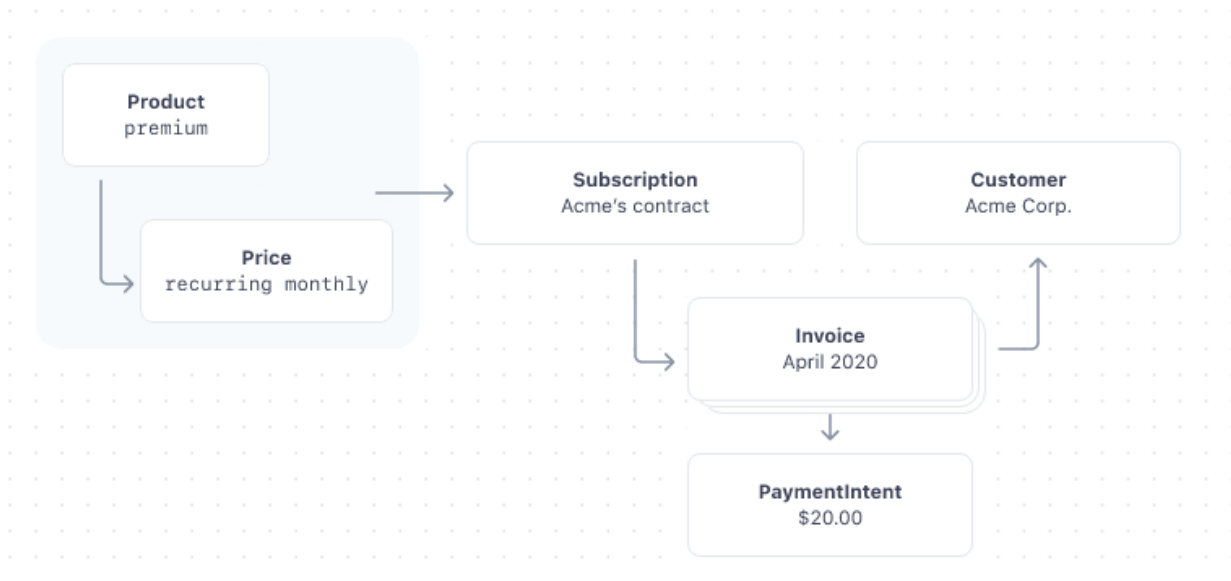 Product
premium
Price
recurring monthly
Subscription
Acme’s contract
Customer
Acme Corp.
Invoice
April 2020
PaymentIntent
$20.00